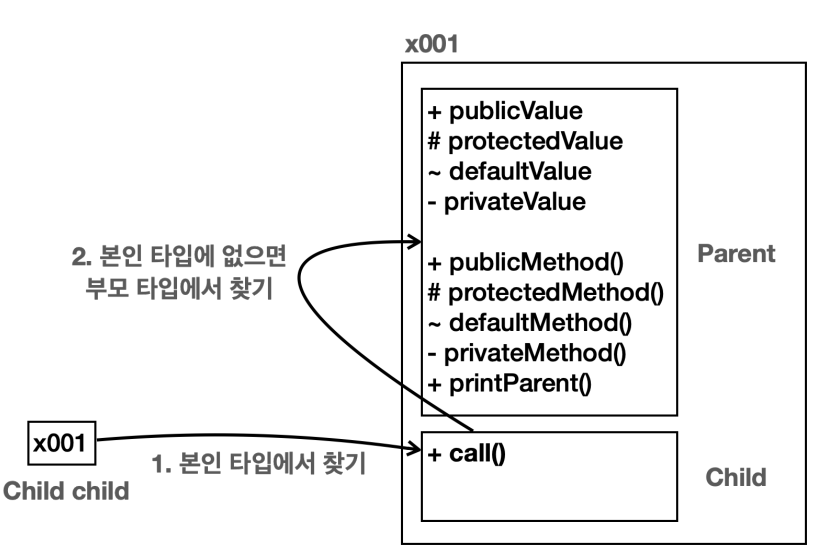 x001
+ publicValue
# protectedValue
~ defaultValue
- privateValue
+ publicMethod()
# protectedMethod()
~ defaultMethod()
- privateMethod()
+ printParent()
Parent
2. 본인 타입에 없으면
부모 타입에서 찾기
x001
Child child
1. 본인 타입에서 찾기
+ call()
Child